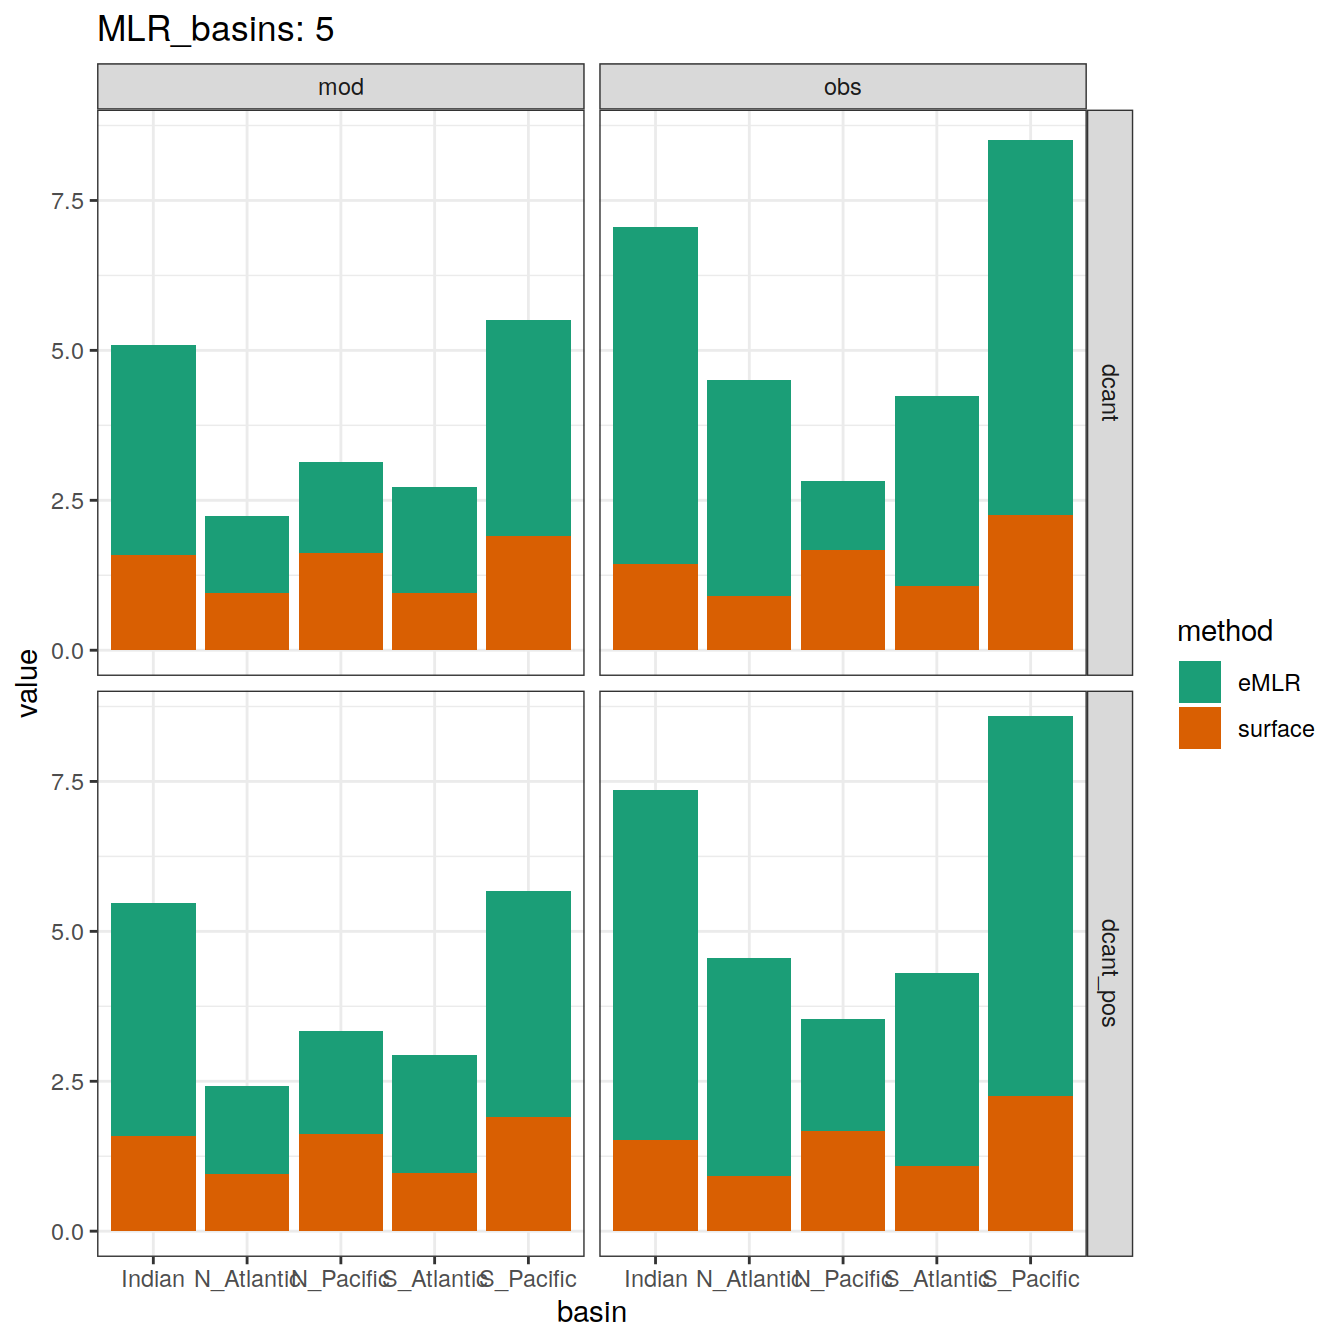 MLR_basins: 5
mod
obs
7.5
5.0
2.5
0.0
dcant
value
7.5
5.0
2.5
0.0
dcant_pos
Indian N_Atlantic N_Pacific S_Atlantic S_Pacific
Indian N_Atlantic N_Pacific S_Atlantic S_Pacific
basin
method
eMLR
surface